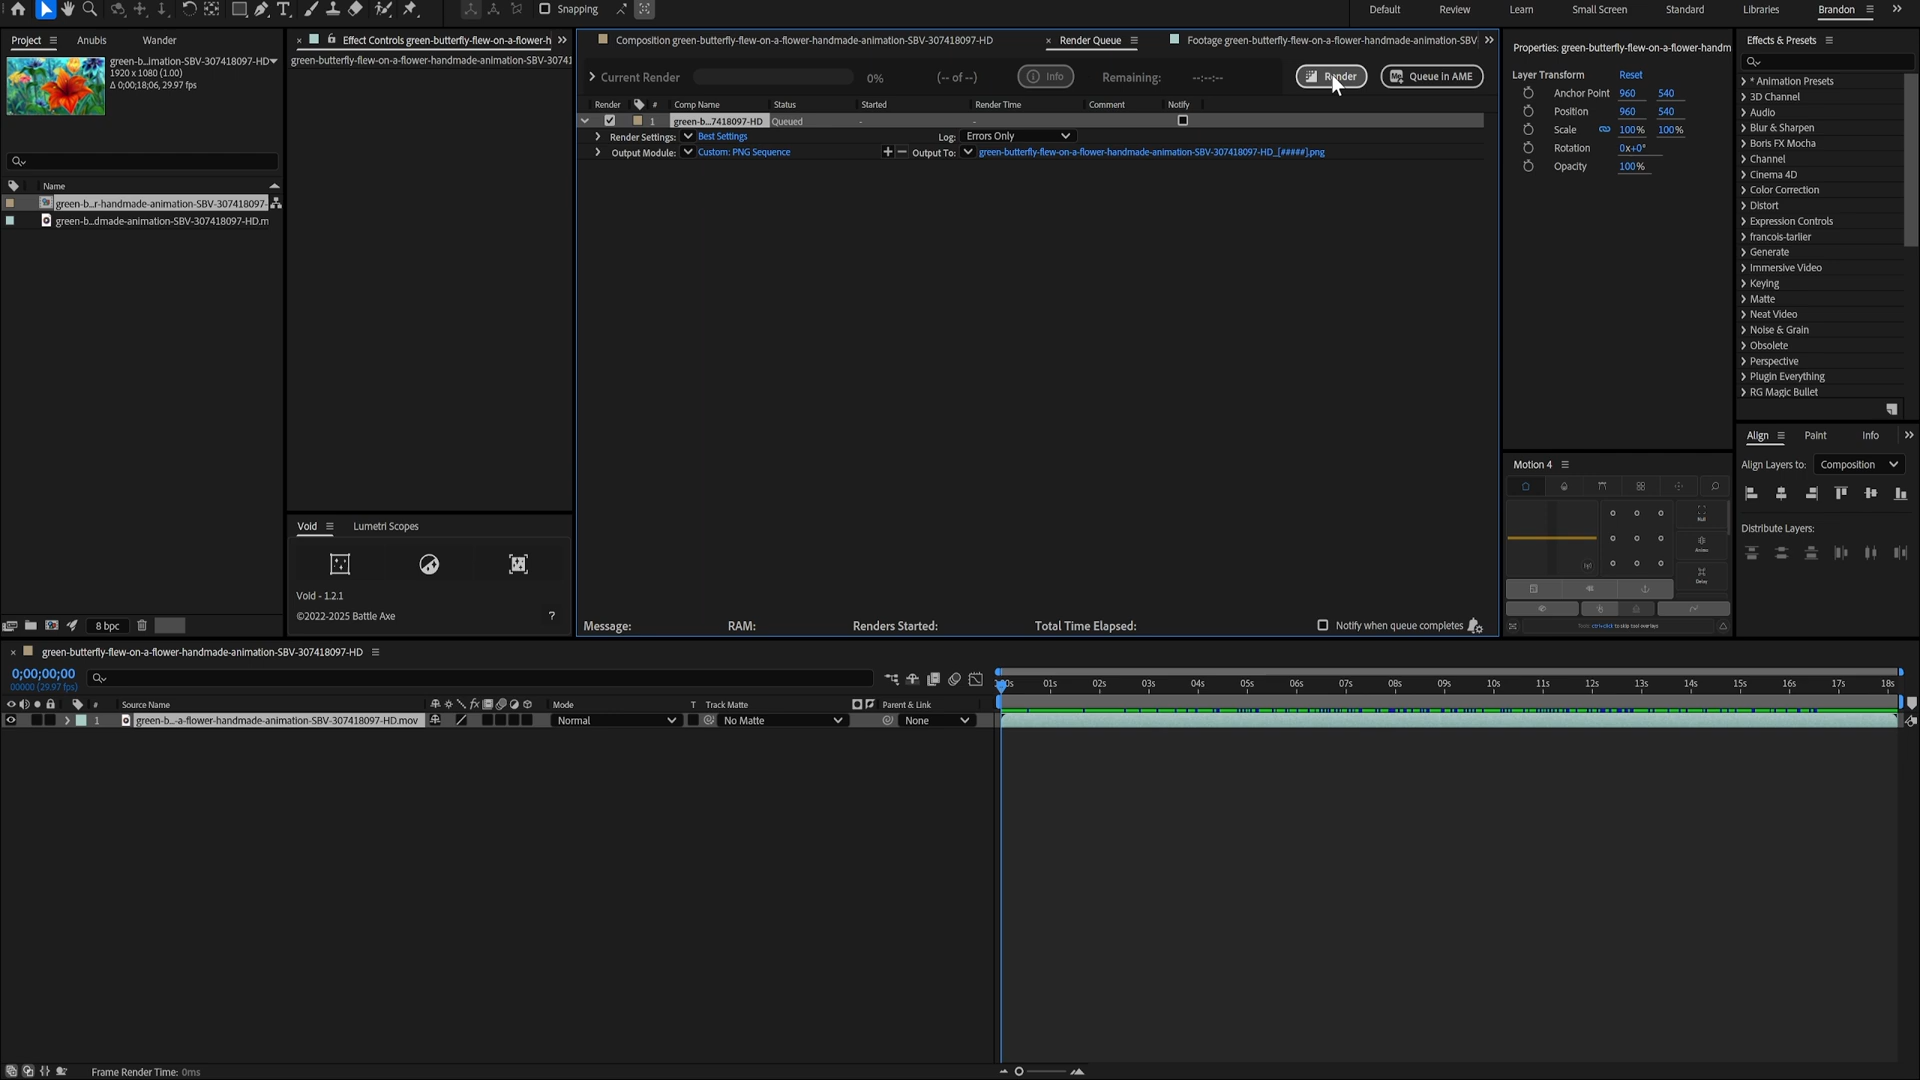 Snapping
Default
Review
Learn
Small Screen
Standard
Libraries
Brandon
Project
Anubis
Wander
green-b...imation-SBV-307418097-HD
1920 x 1080 (1.00)
Δ 0;00;18;06, 29.97 fps
Name
green-b...r-handmade-animation-SBV-307418097-
green-b...dmade-animation-SBV-307418097-HD.m
8 bpc
Effect Controls green-butterfly-flew-on-a-flower-h
green-butterfly-flew-on-a-flower-handmade-animation-SBV-30741
Void
Lumetri Scopes
Void - 1.2.1
©2022-2025 Battle Axe
?
Composition green-butterfly-flew-on-a-flower-handmade-animation-SBV-307418097-HD
Render Queue
Footage green-butterfly-flew-on-a-flower-handmade-animation-SBV
Current Render
0%
(-- of --)
Info
Remaining:
--:--:--
Render
Queue in AME
Render
#
Comp Name
Status
Started
Render Time
Comment
Notify
1
green-b...7418097-HD
Queued
-
-
Render Settings:
Best Settings
Log:
Errors Only
Output Module:
Custom: PNG Sequence
Output To:
green-butterfly-flew-on-a-flower-handmade-animation-SBV-307418097-HD_[#####].png
Message:
RAM:
Renders Started:
Total Time Elapsed:
Notify when queue completes
Properties: green-butterfly-flew-on-a-flower-handm
Layer Transform
Reset
Anchor Point 960 540
Position 960 540
Scale 100% 100%
Rotation 0x+0°
Opacity 100%
Motion 4
Null
Anima
Delay
Effects & Presets
* Animation Presets
3D Channel
Audio
Blur & Sharpen
Boris FX Mocha
Channel
Cinema 4D
Color Correction
Distort
Expression Controls
francois-tarlier
Generate
Immersive Video
Keying
Matte
Neat Video
Noise & Grain
Obsolete
Perspective
Plugin Everything
RG Magic Bullet
Align
Paint
Info
Align Layers to:
Composition
Distribute Layers:
green-butterfly-flew-on-a-flower-handmade-animation-SBV-307418097-HD
0;00;00;00
00000 (29.97 fps)
#
Source Name
Mode
T
Track Matte
Parent & Link
1
green-b...-a-flower-handmade-animation-SBV-307418097-HD.mov
Normal
No Matte
None
01s
02s
03s
04s
05s
06s
07s
08s
09s
10s
11s
12s
13s
14s
15s
16s
17s
18s
Frame Render Time: 0ms